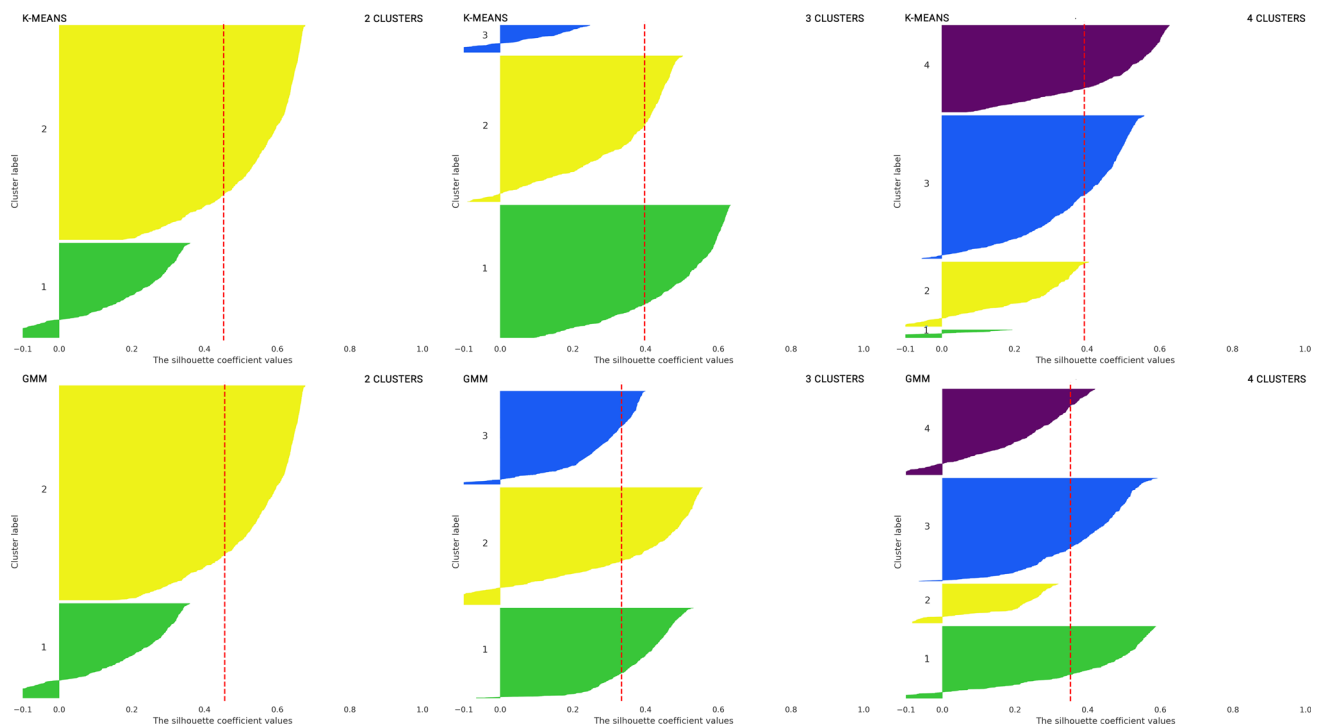 K-MEANS 2 CLUSTERS
Cluster label
2
1
−0.1 0.0 0.2 0.4 0.6 0.8 1.0
The silhouette coefficient values
K-MEANS 3 CLUSTERS
Cluster label
3
2
1
−0.1 0.0 0.2 0.4 0.6 0.8 1.0
The silhouette coefficient values
K-MEANS 4 CLUSTERS
Cluster label
4
3
2
1
−0.1 0.0 0.2 0.4 0.6 0.8 1.0
The silhouette coefficient values
GMM 2 CLUSTERS
Cluster label
2
1
−0.1 0.0 0.2 0.4 0.6 0.8 1.0
The silhouette coefficient values
GMM 3 CLUSTERS
Cluster label
3
2
1
−0.1 0.0 0.2 0.4 0.6 0.8 1.0
The silhouette coefficient values
GMM 4 CLUSTERS
Cluster label
4
3
2
1
−0.1 0.0 0.2 0.4 0.6 0.8 1.0
The silhouette coefficient values